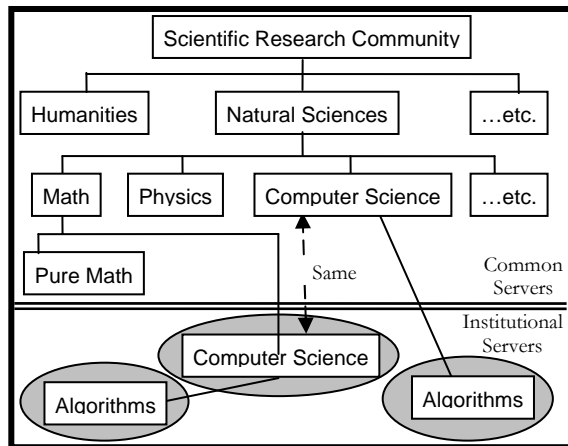 Scientific Research Community
Humanities
Natural Sciences
...etc.
Math
Physics
Computer Science
...etc.
Pure Math
Same
Common
Servers
Institutional
Servers
Computer Science
Algorithms
Algorithms